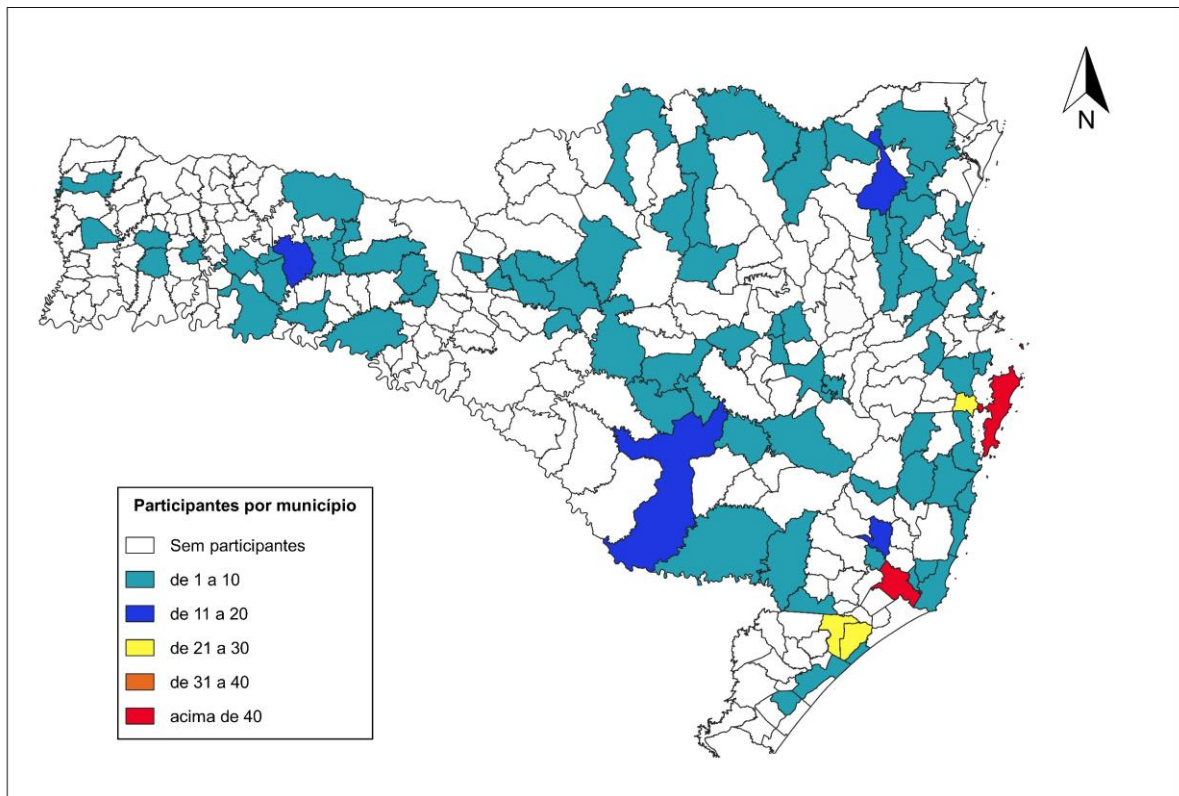 N
Participantes por município
Sem participantes
de 1 a 10
de 11 a 20
de 21 a 30
de 31 a 40
acima de 40